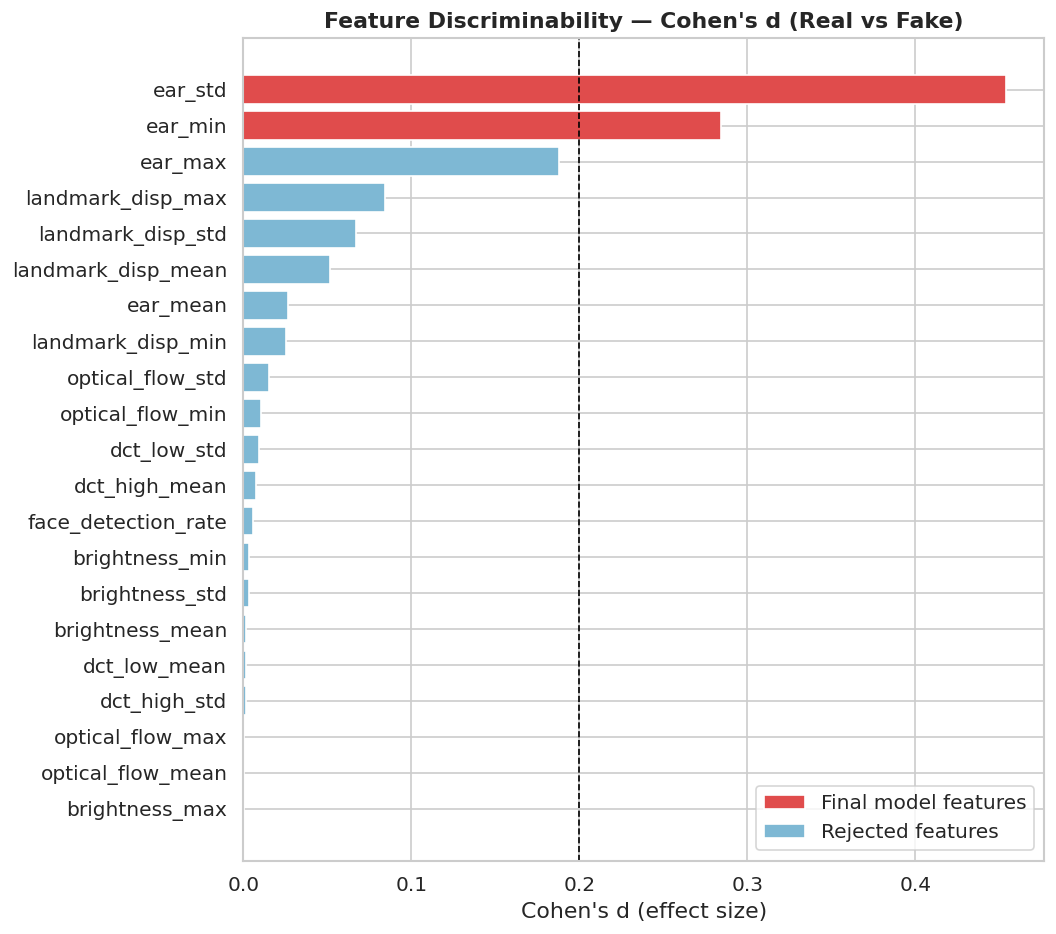 Feature Discriminability — Cohen's d (Real vs Fake)
ear_std
ear_min
ear_max
landmark_disp_max
landmark_disp_std
landmark_disp_mean
ear_mean
landmark_disp_min
optical_flow_std
optical_flow_min
dct_low_std
dct_high_mean
face_detection_rate
brightness_min
brightness_std
brightness_mean
dct_low_mean
dct_high_std
optical_flow_max
optical_flow_mean
brightness_max
Final model features
Rejected features
0.0 0.1 0.2 0.3 0.4
Cohen's d (effect size)